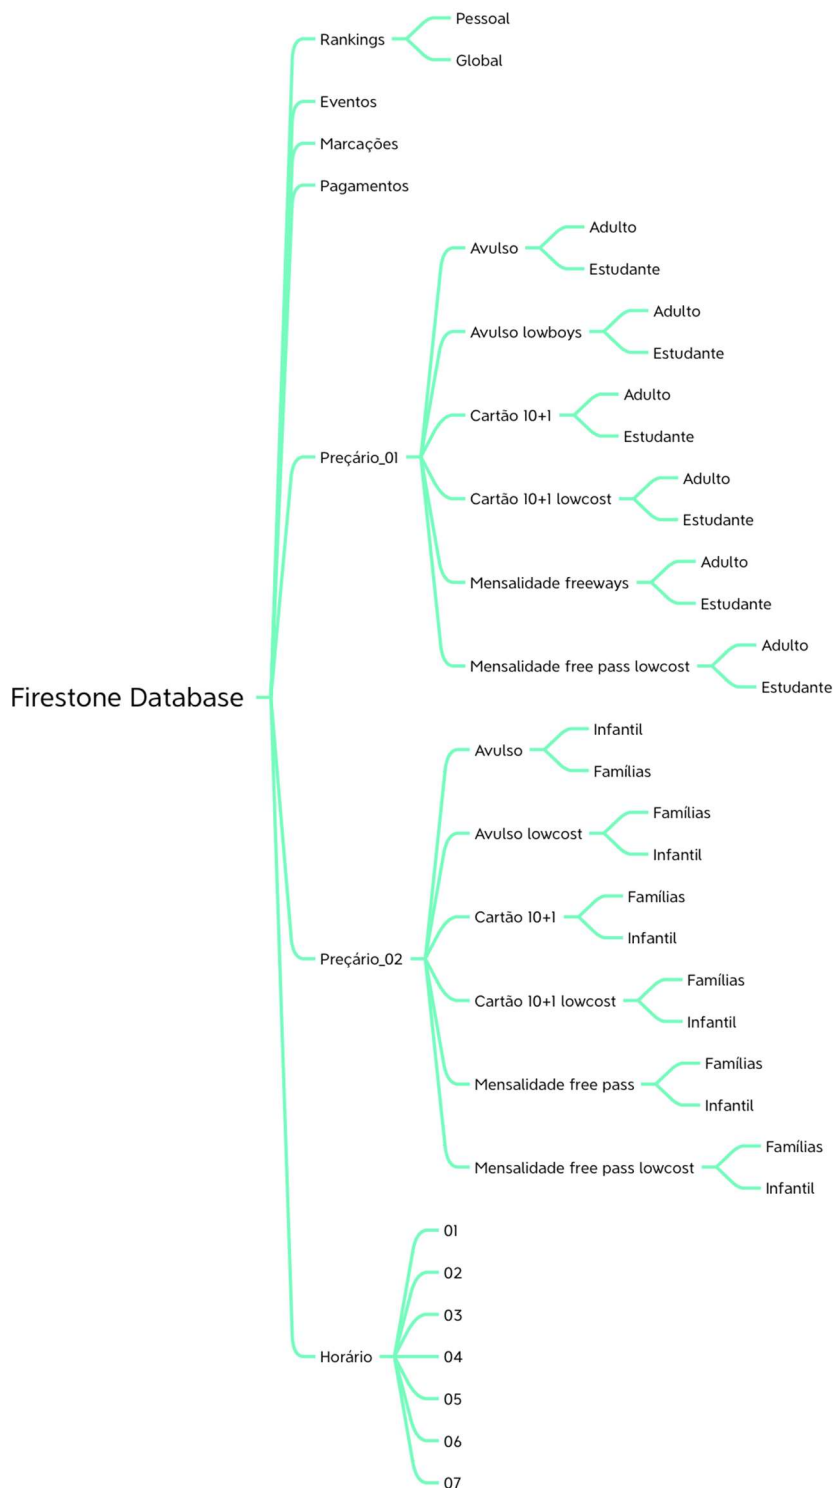 Rankings
Pessoal
Global
Eventos
Marcações
Pagamentos
Preçário_01
Avulso
Adulto
Estudante
Avulso lowboys
Adulto
Estudante
Cartão 10+1
Adulto
Estudante
Cartão 10+1 lowcost
Adulto
Estudante
Mensalidade freeways
Adulto
Estudante
Mensalidade free pass lowcost
Adulto
Estudante
Firestone Database
Preçário_02
Avulso
Infantil
Famílias
Avulso lowcost
Famílias
Infantil
Cartão 10+1
Famílias
Infantil
Cartão 10+1 lowcost
Famílias
Infantil
Mensalidade free pass
Famílias
Infantil
Mensalidade free pass lowcost
Famílias
Infantil
Horário
01
02
03
04
05
06
07